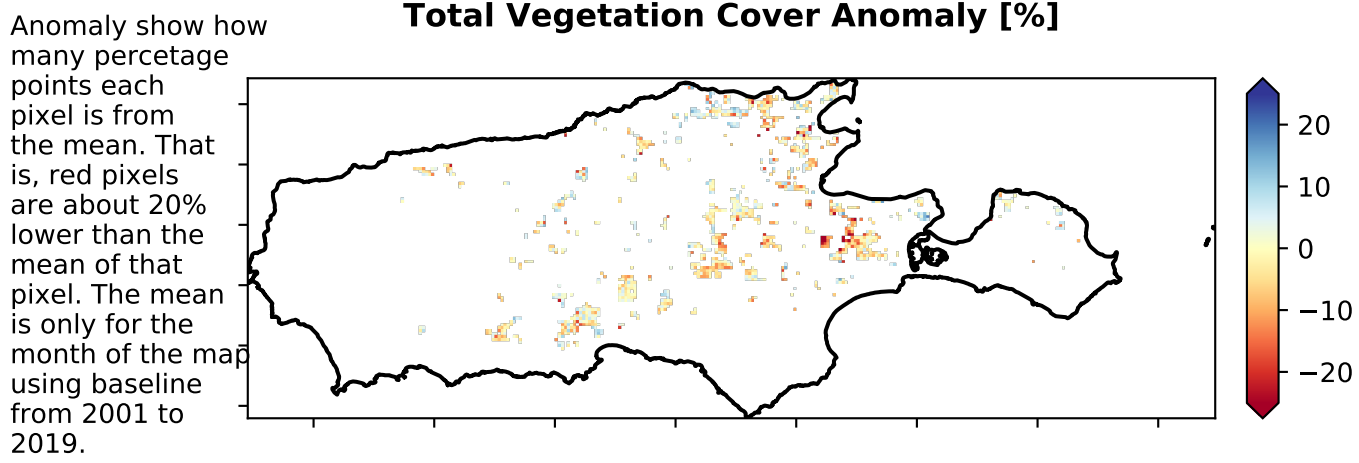 Total Vegetation Cover Anomaly [%]
Anomaly show how
many percetage
points each
pixel is from
the mean. That
is, red pixels
are about 20%
lower than the
mean of that
pixel. The mean
is only for the
month of the map
using baseline
from 2001 to
2019.
20
10
0
−10
−20